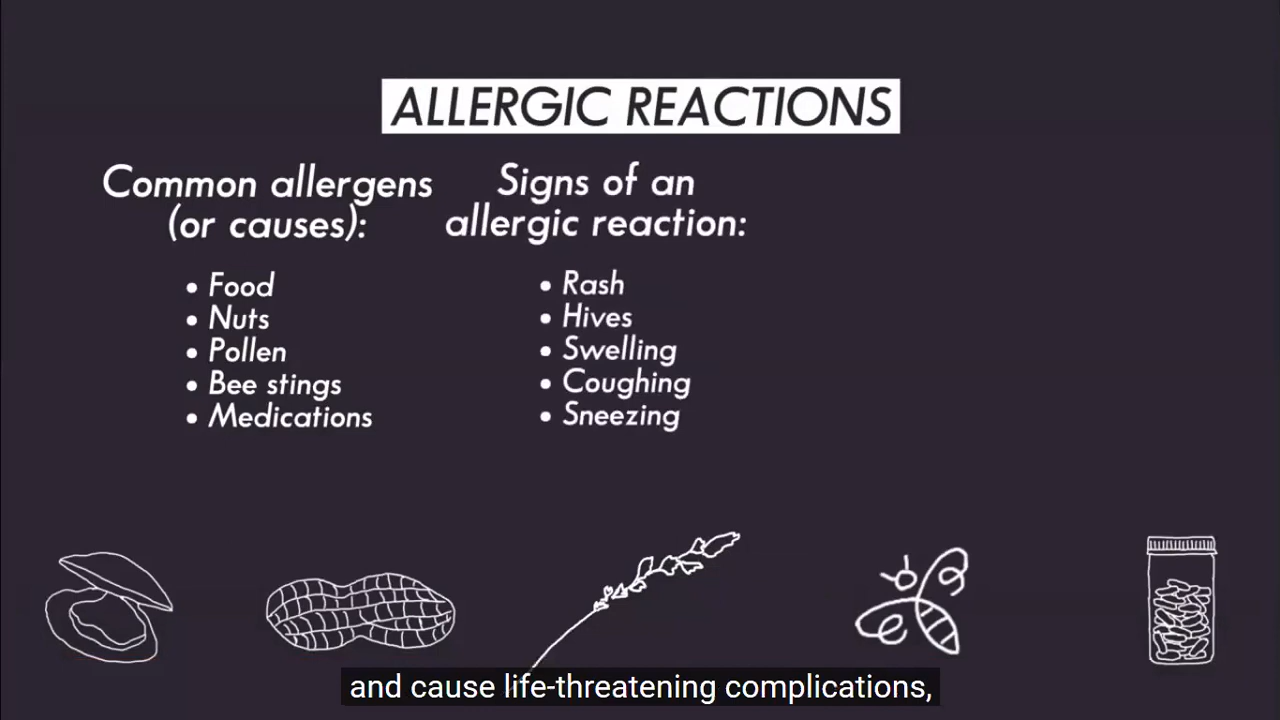 ALLERGIC REACTIONS
Common allergens
(or causes):
• Food
• Nuts
• Pollen
• Bee stings
• Medications
Signs of an
allergic reaction:
• Rash
• Hives
• Swelling
• Coughing
• Sneezing
and cause life-threatening complications,